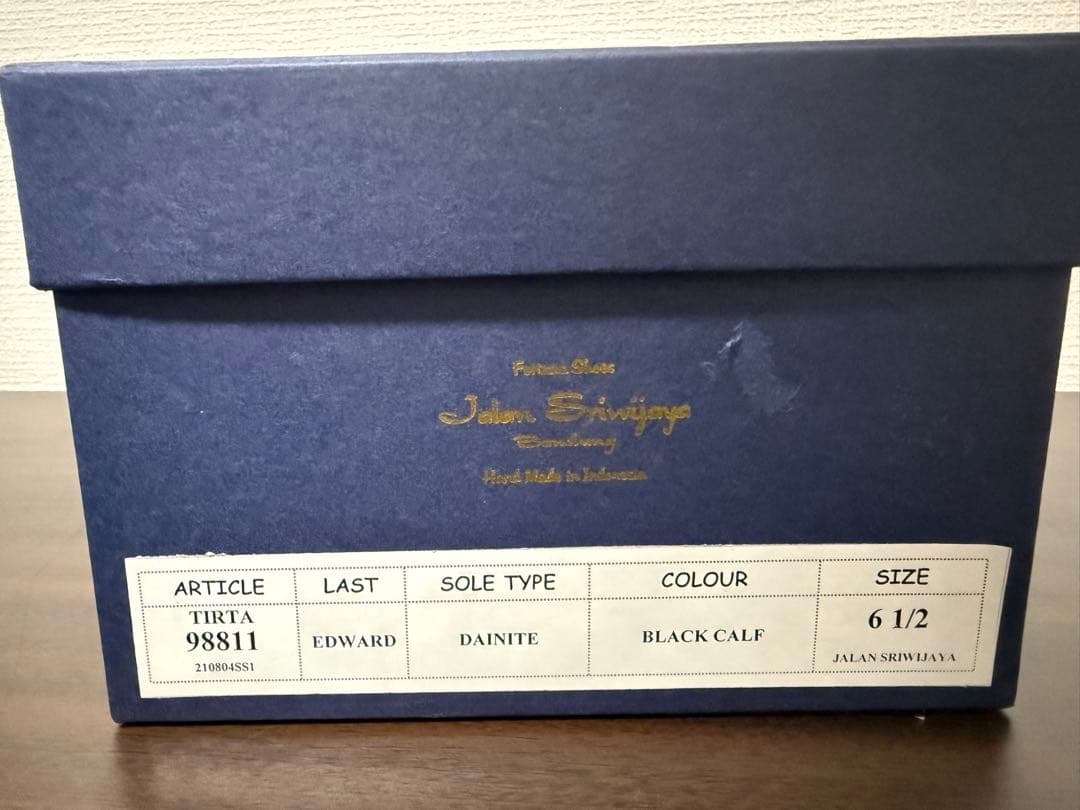 Fortuna Shoes
Jalan Sriwijaya
Bandung
Hand Made in Indonesia
ARTICLE LAST SOLE TYPE COLOUR SIZE
TIRTA
98811 EDWARD DAINITE BLACK CALF 6 1/2
210804SS1 JALAN SRIWIJAYA